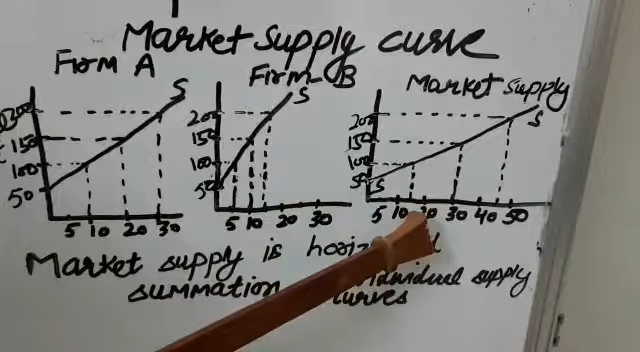 Market supply curve
Firm A
Firm B
Market supply
S
S
S
200
150
100
50
200
150
100
50
200
150
100
50
S
5 10 20 30
5 10 20 30
5 10 20 30 40 50
Market supply is
summation individual supply
curves